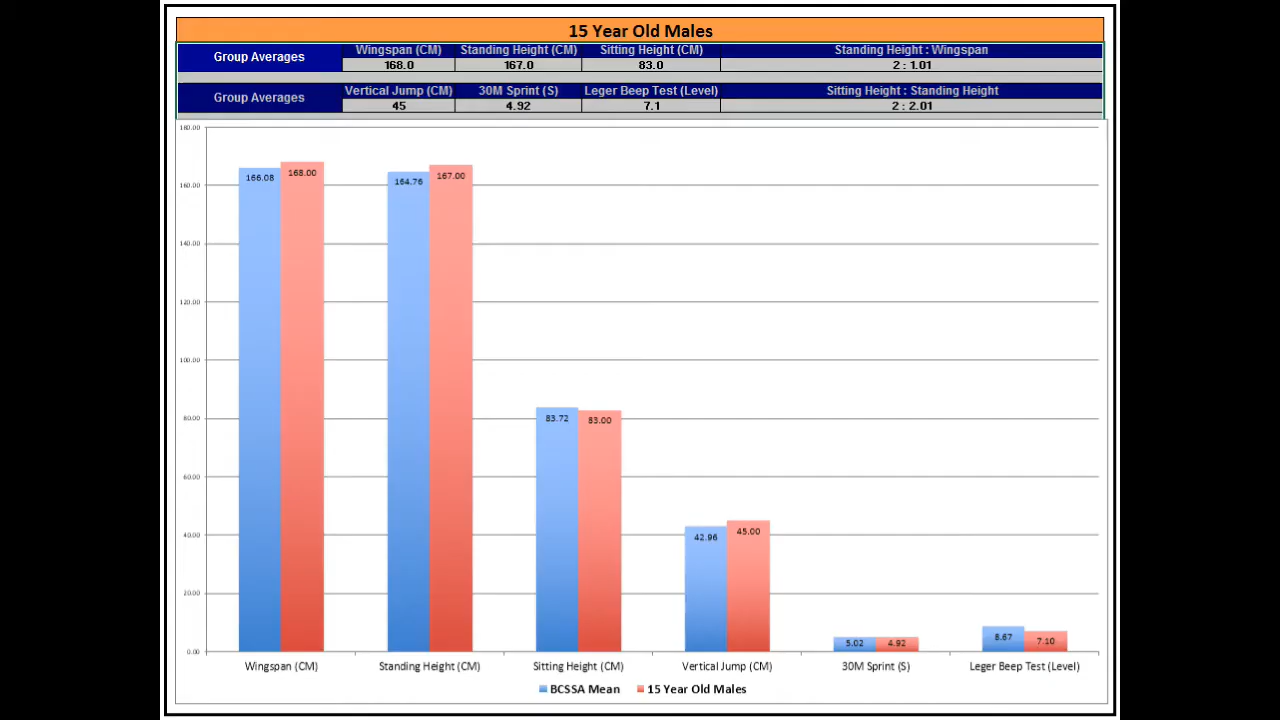 15 Year Old Males
Group Averages Wingspan (CM) Standing Height (CM) Sitting Height (CM) Standing Height : Wingspan
168.0 167.0 83.0 2 : 1.01
Group Averages Vertical Jump (CM) 30M Sprint (S) Leger Beep Test (Level) Sitting Height : Standing Height
45 4.92 7.1 2 : 2.01
180.00
160.00
140.00
120.00
100.00
80.00
60.00
40.00
20.00
0.00
166.08 168.00 164.76 167.00 83.72 83.00 42.96 45.00 5.02 4.92 8.67 7.10
Wingspan (CM) Standing Height (CM) Sitting Height (CM) Vertical Jump (CM) 30M Sprint (S) Leger Beep Test (Level)
BCSSA Mean 15 Year Old Males